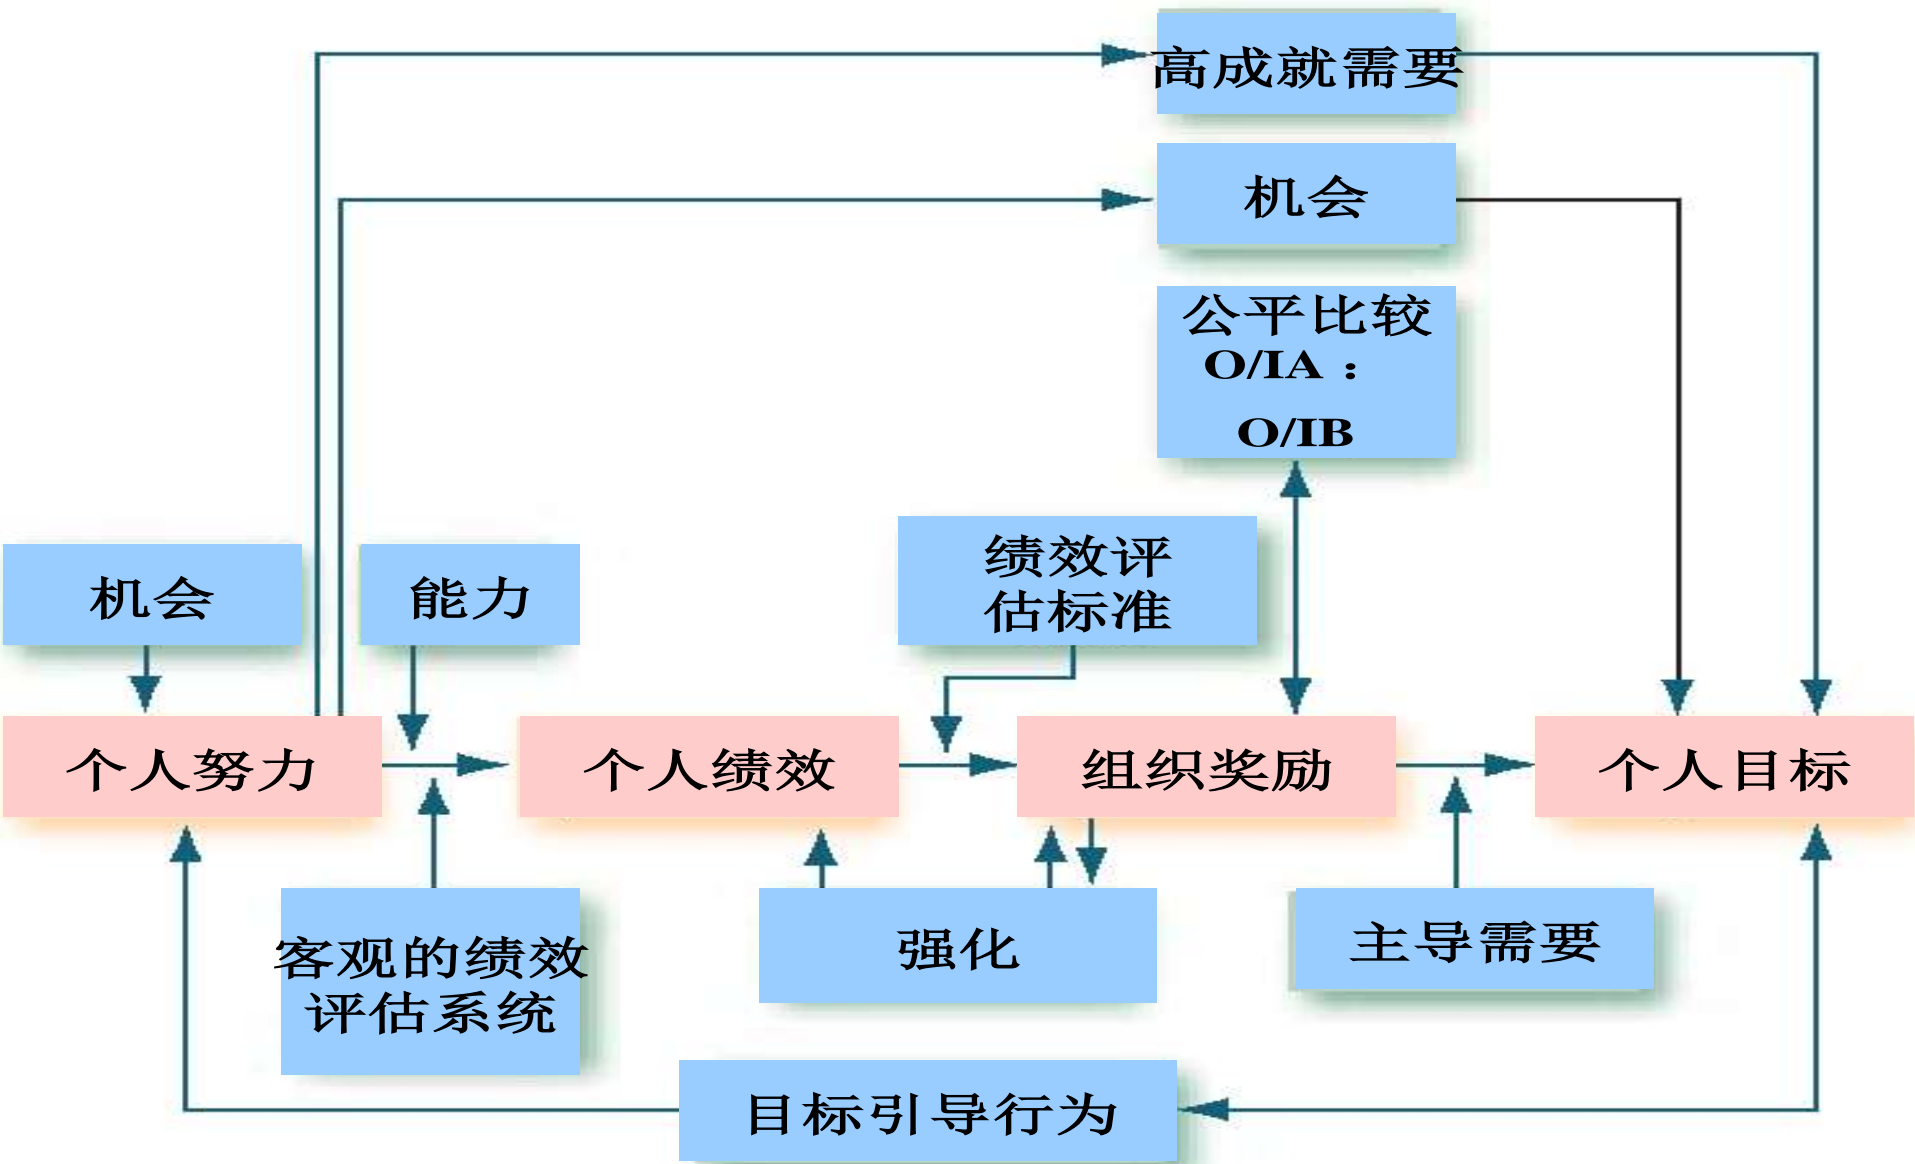 高成就需要
机会
公平比较
O/IA：
O/IB
机会
能力
绩效评
估标准
个人努力
个人绩效
组织奖励
个人目标
客观的绩效
评估系统
强化
主导需要
目标引导行为